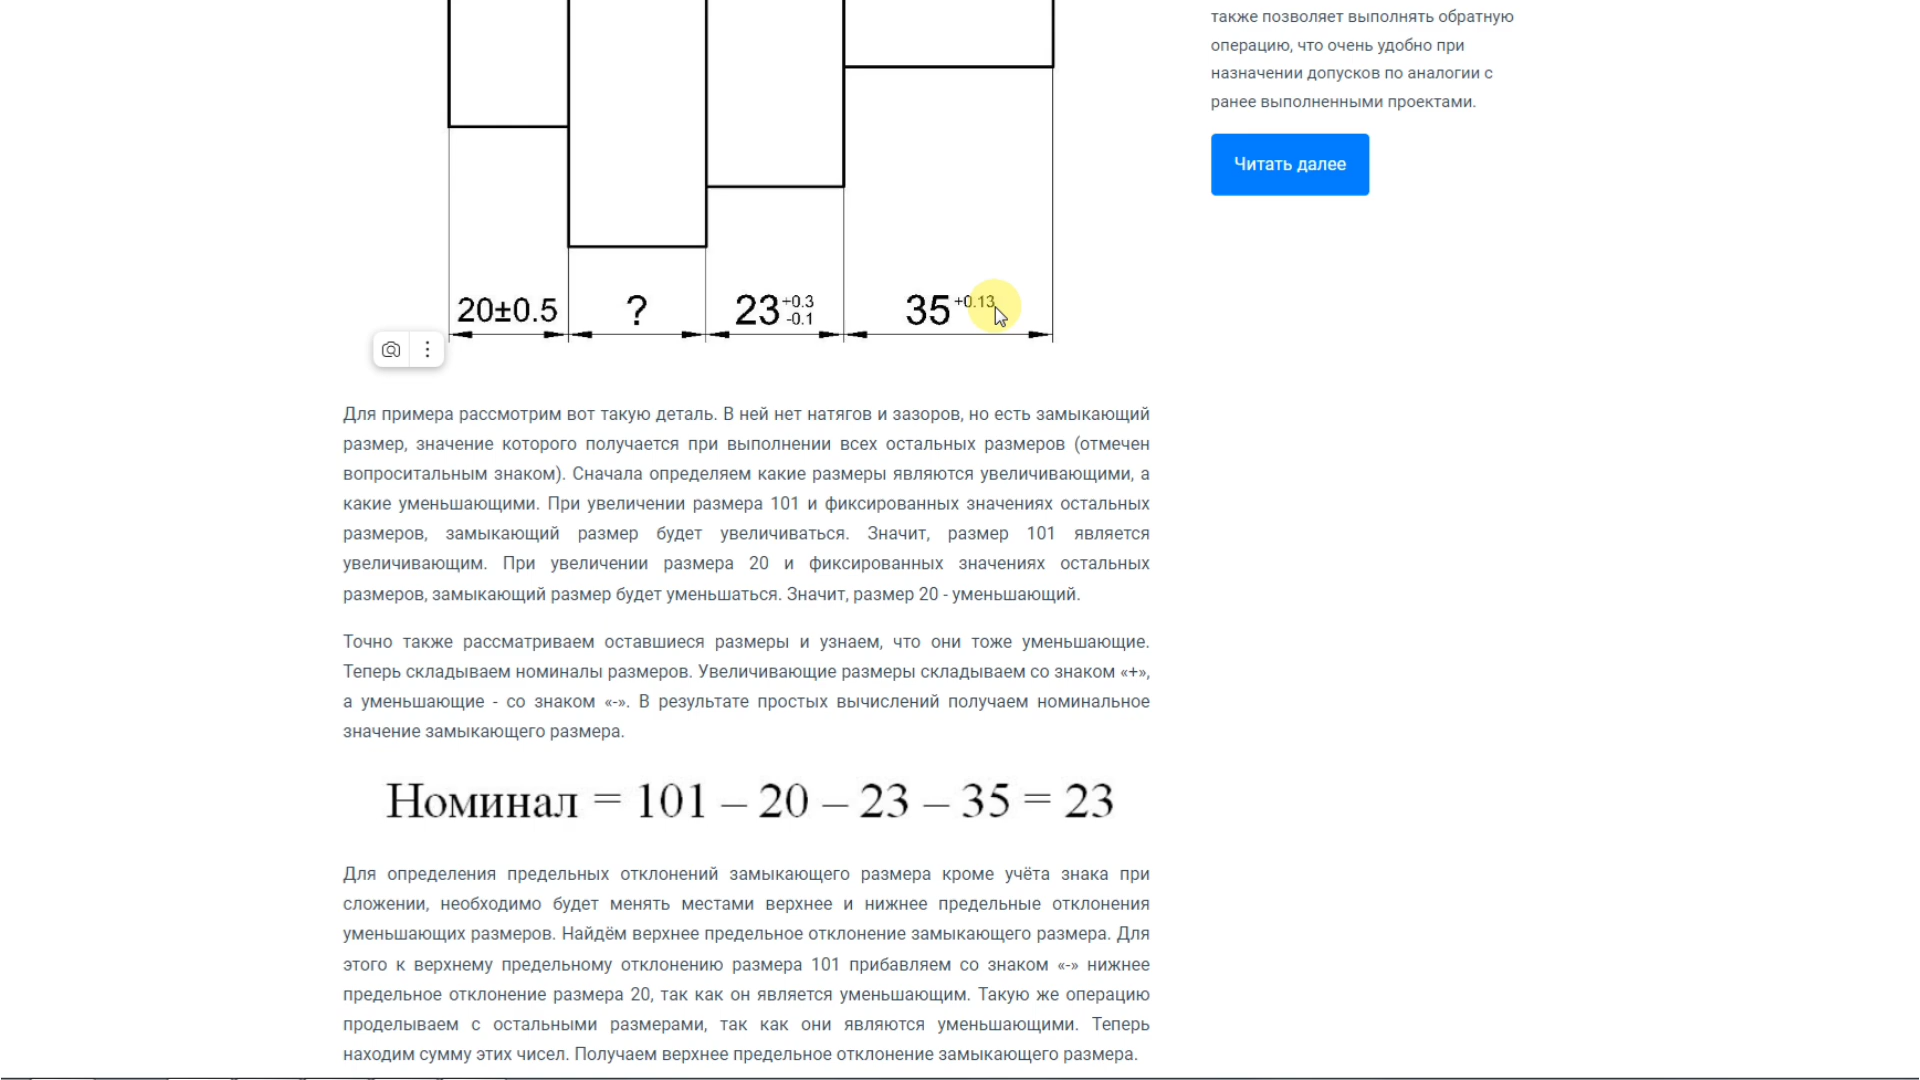 также позволяет выполнять обратную
операцию, что очень удобно при
назначении допусков по аналогии с
ранее выполненными проектами.
Читать далее
20±0.5 ? 23 +0.3 -0.1 35 +0.13
Для примера рассмотрим вот такую деталь. В ней нет натягов и зазоров, но есть замыкающий
размер, значение которого получается при выполнении всех остальных размеров (отмечен
вопроситальным знаком). Сначала определяем какие размеры являются увеличивающими, а
какие уменьшающими. При увеличении размера 101 и фиксированных значениях остальных
размеров, замыкающий размер будет увеличиваться. Значит, размер 101 является
увеличивающим. При увеличении размера 20 и фиксированных значениях остальных
размеров, замыкающий размер будет уменьшаться. Значит, размер 20 - уменьшающий.
Точно также рассматриваем оставшиеся размеры и узнаем, что они тоже уменьшающие.
Теперь складываем номиналы размеров. Увеличивающие размеры складываем со знаком «+»,
а уменьшающие - со знаком «-». В результате простых вычислений получаем номинальное
значение замыкающего размера.
Номинал = 101 – 20 – 23 – 35 = 23
Для определения предельных отклонений замыкающего размера кроме учёта знака при
сложении, необходимо будет менять местами верхнее и нижнее предельные отклонения
уменьшающих размеров. Найдём верхнее предельное отклонение замыкающего размера. Для
этого к верхнему предельному отклонению размера 101 прибавляем со знаком «-» нижнее
предельное отклонение размера 20, так как он является уменьшающим. Такую же операцию
проделываем с остальными размерами, так как они являются уменьшающими. Теперь
находим сумму этих чисел. Получаем верхнее предельное отклонение замыкающего размера.